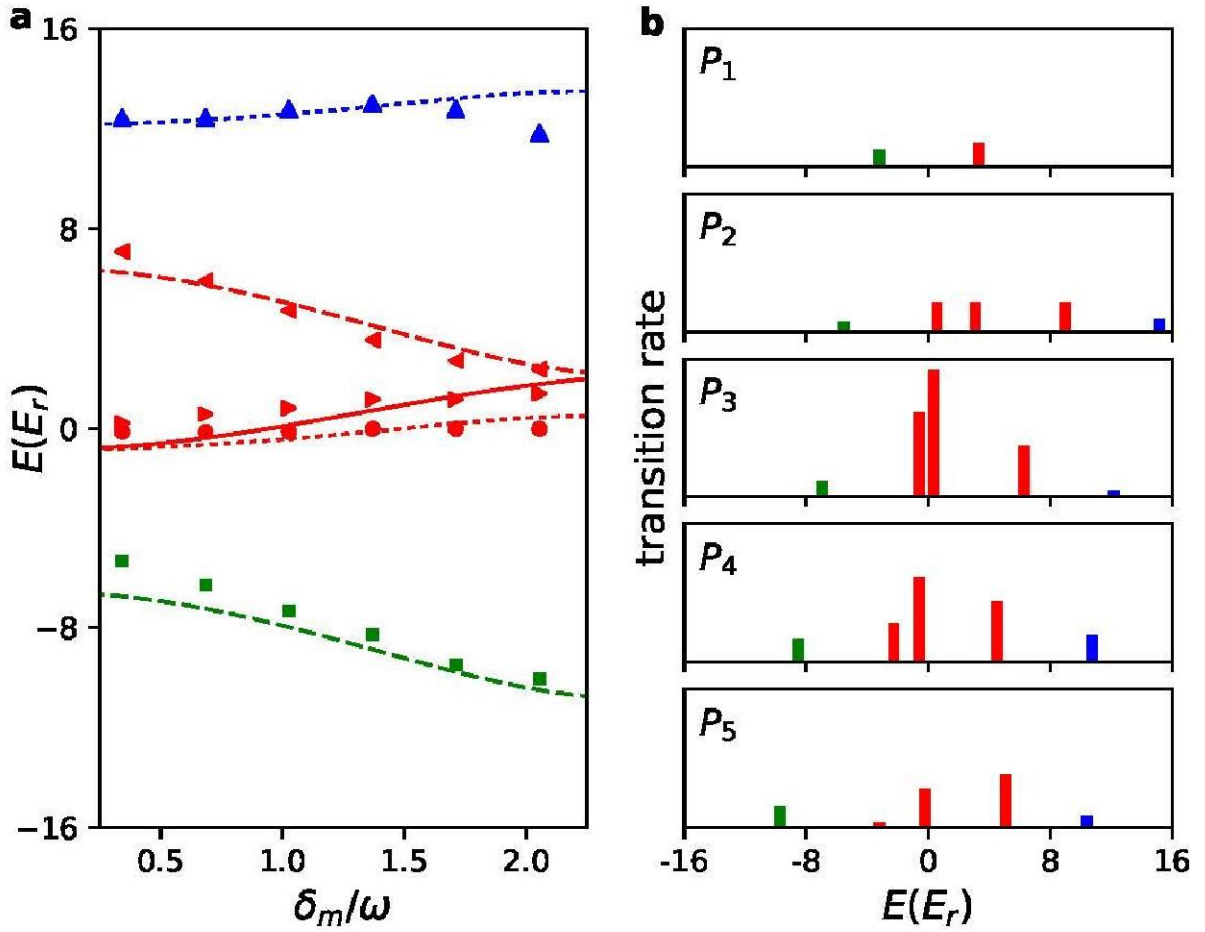 a
16
8
0
−8
−16
E(Eᵣ)
0.5 1.0 1.5 2.0
δₘ/ω
b
transition rate
P₁
P₂
P₃
P₄
P₅
-16 -8 0 8 16
E(Eᵣ)